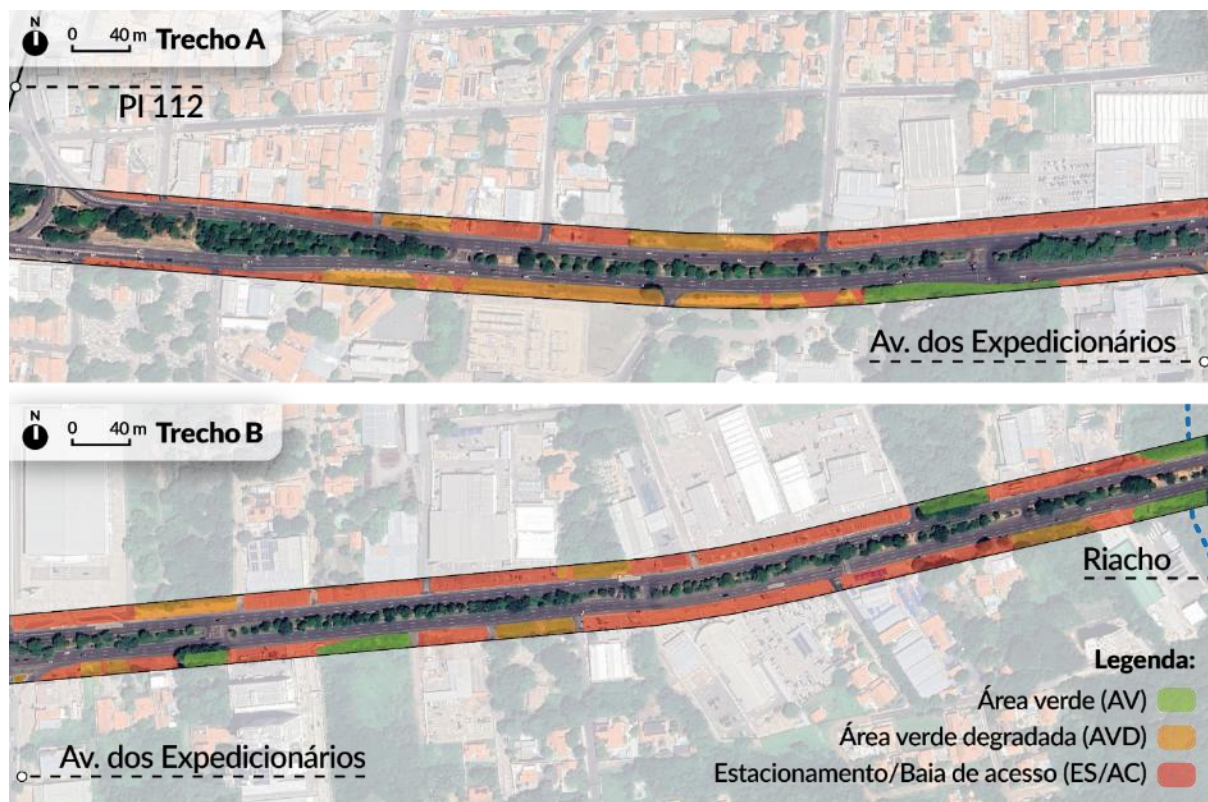 N
0 40 m Trecho A
PI 112
Av. dos Expedicionários
N
0 40 m Trecho B
Riacho
Av. dos Expedicionários
Legenda:
Área verde (AV)
Área verde degradada (AVD)
Estacionamento/Baia de acesso (ES/AC)